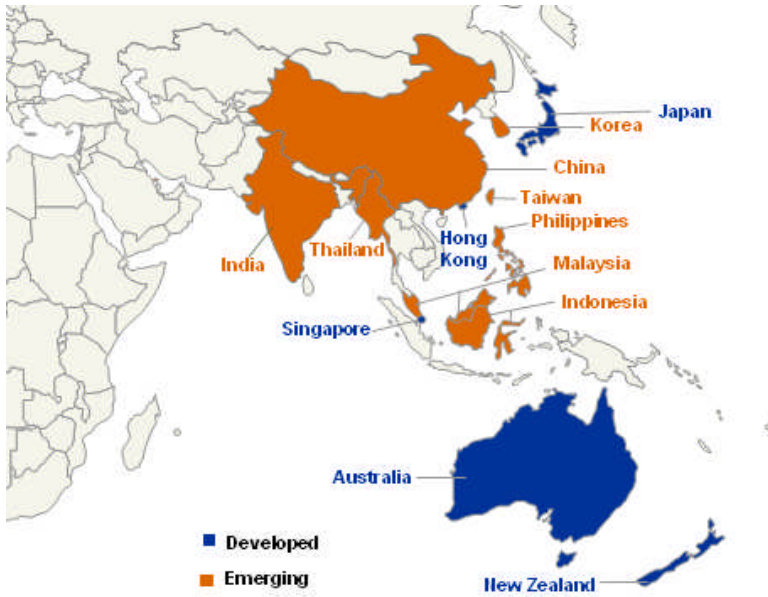 Japan
Korea
China
Taiwan
Philippines
Hong
Kong
Thailand
India
Malaysia
Indonesia
Singapore
Australia
Developed
Emerging
New Zealand